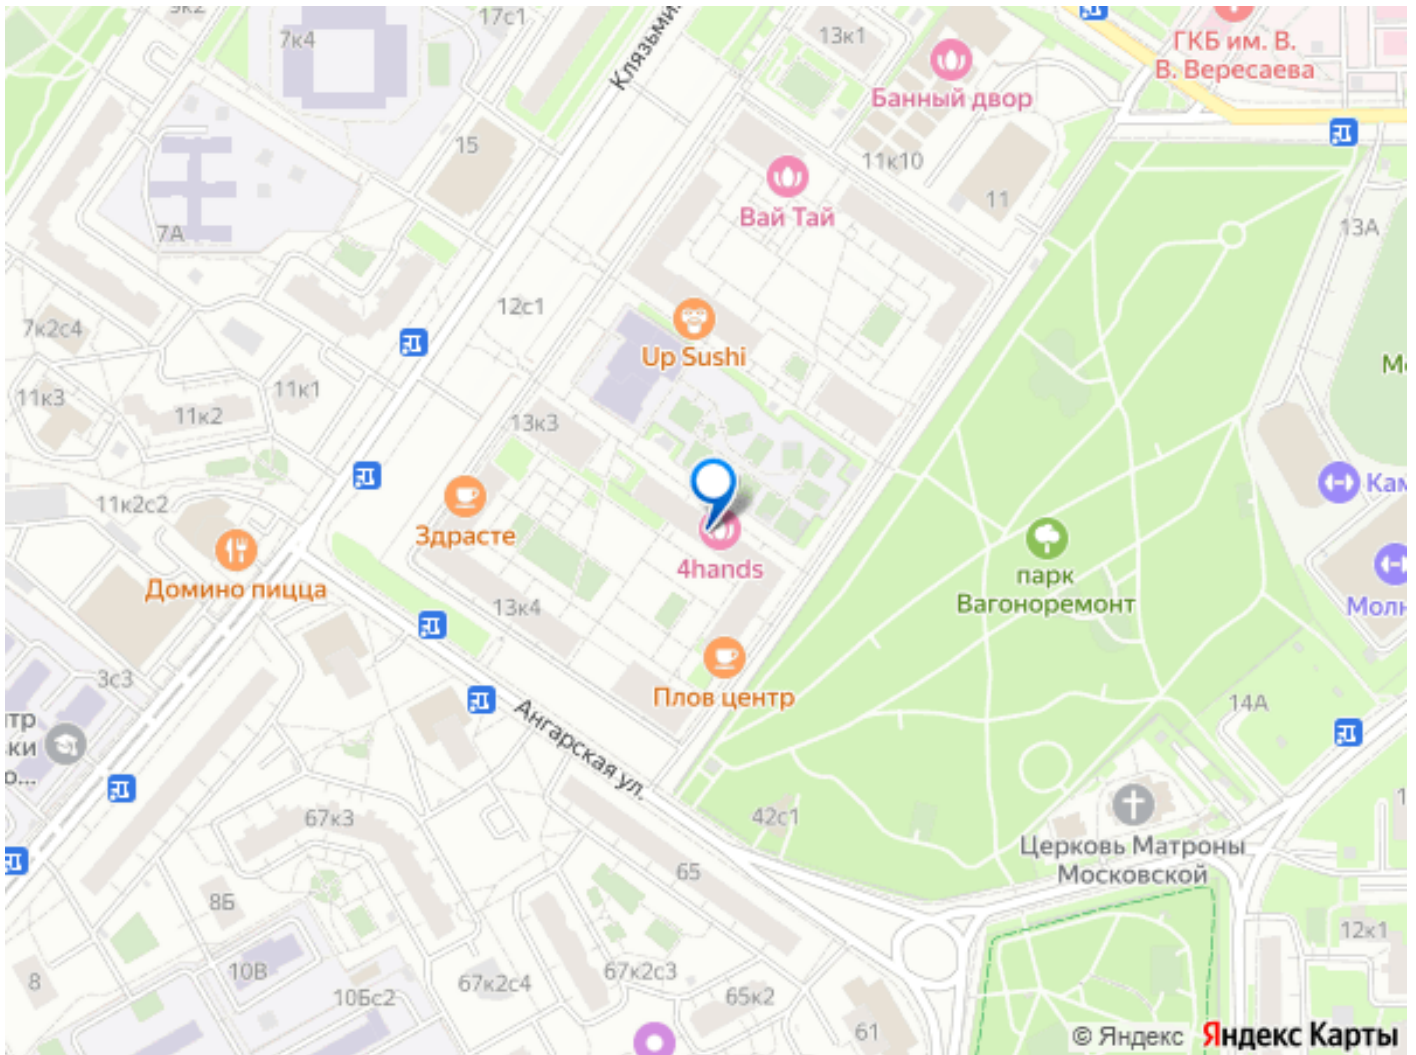 9к2
17с1
Клязьми
13к1
ГКБ им. В.
В. Вересаева
7к4
Банный двор
15
11к10
Вай Тай
11
7А
13А
12с1
7к2с4
Up Sushi
11к3
11к1
11к2
13к3
Здрасте
11к2с2
Домино пицца
4hands
парк
Вагоноремонт
13к4
3с3
Плов центр
14А
Ангарская ул.
42с1
67к3
65
Церковь Матроны
Московской
8Б
10В
8
10Бс2
67к2с4
67к2с3
65к2
61
12к1
© Яндекс Яндекс Карты